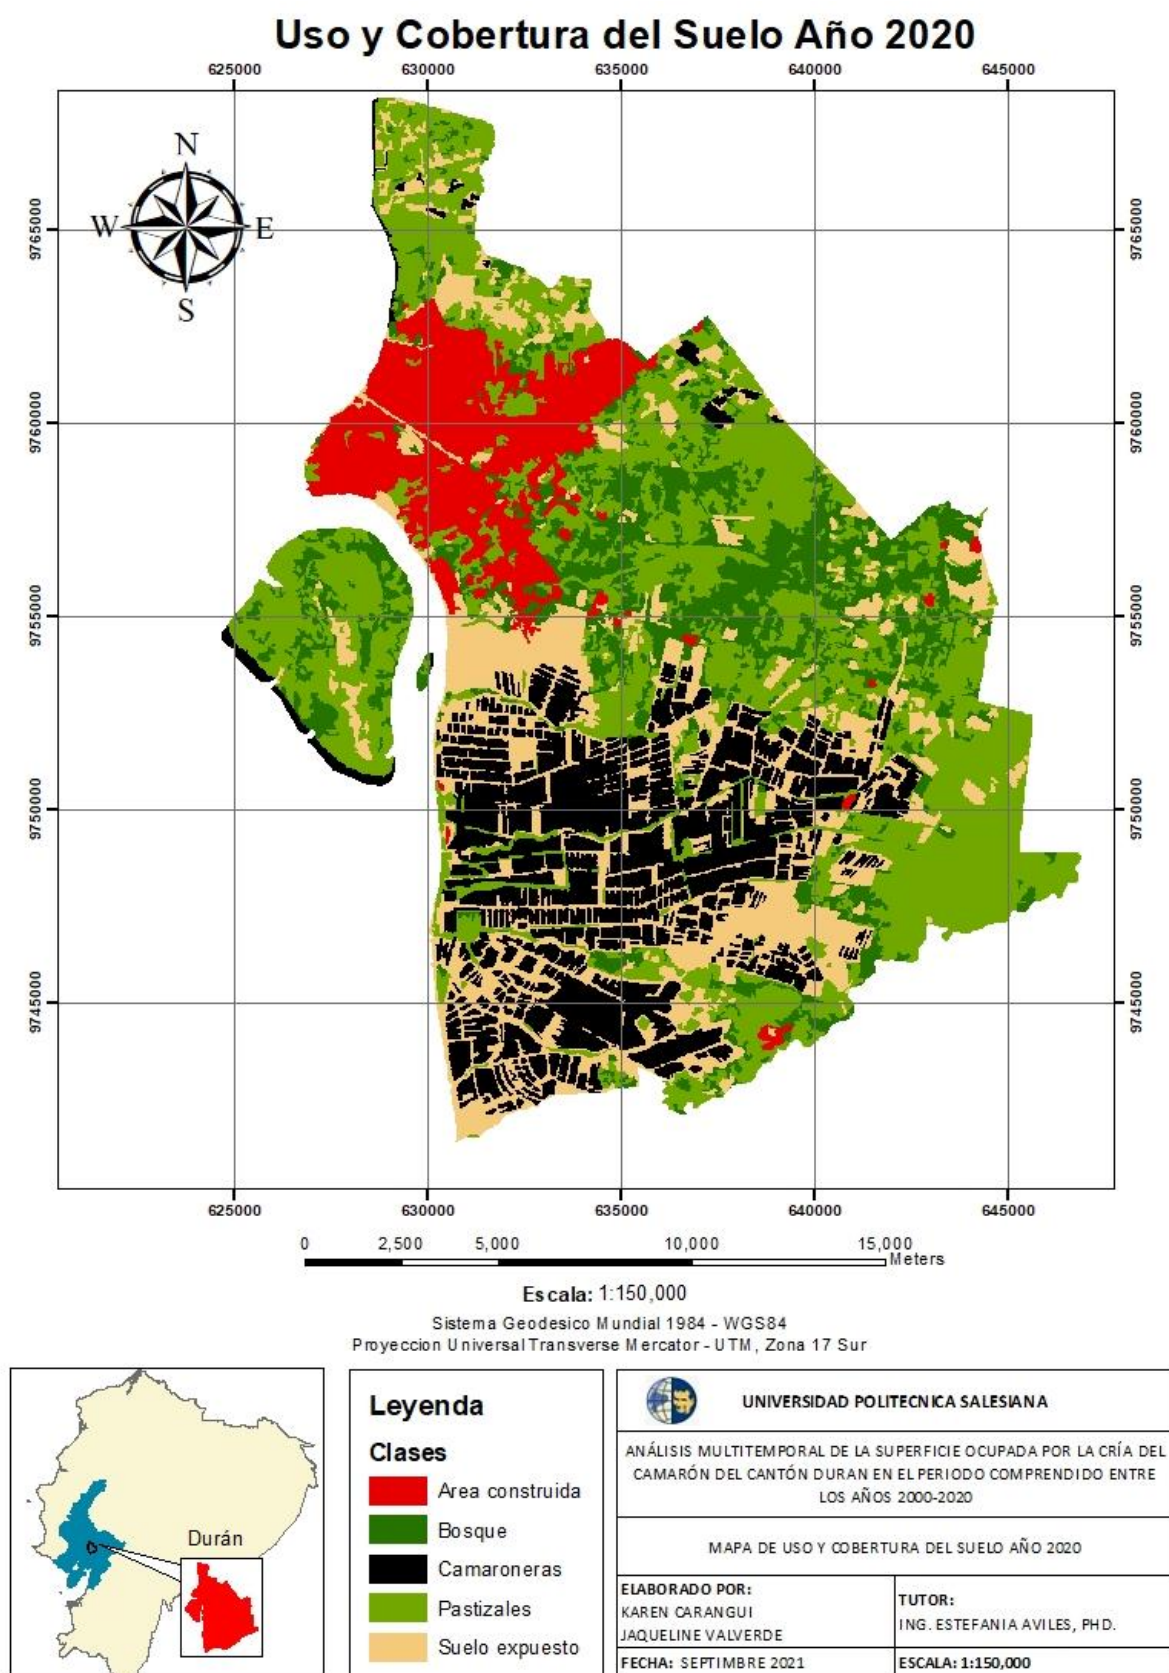 Uso y Cobertura del Suelo Año 2020
625000 630000 635000 640000 645000
N
W E
S
9765000 9765000
9760000 9760000
9755000 9755000
9750000 9750000
9745000 9745000
625000 630000 635000 640000 645000
0 2,500 5,000 10,000 15,000
Meters
Escala: 1:150,000
Sistema Geodesico Mundial 1984 - WGS84
Proyeccion Universal Transverse Mercator - UTM, Zona 17 Sur
Durán
Leyenda
Clases
Area construida
Bosque
Camaroneras
Pastizales
Suelo expuesto
UNIVERSIDAD POLITECNICA SALESIANA
ANÁLISIS MULTITEMPORAL DE LA SUPERFICIE OCUPADA POR LA CRÍA DEL
CAMARÓN DEL CANTÓN DURAN EN EL PERIODO COMPRENDIDO ENTRE
LOS AÑOS 2000-2020
MAPA DE USO Y COBERTURA DEL SUELO AÑO 2020
ELABORADO POR:
KAREN CARANGUI
JAQUELINE VALVERDE
TUTOR:
ING. ESTEFANIA AVILES, PHD.
FECHA: SEPTIMBRE 2021
ESCALA: 1:150,000